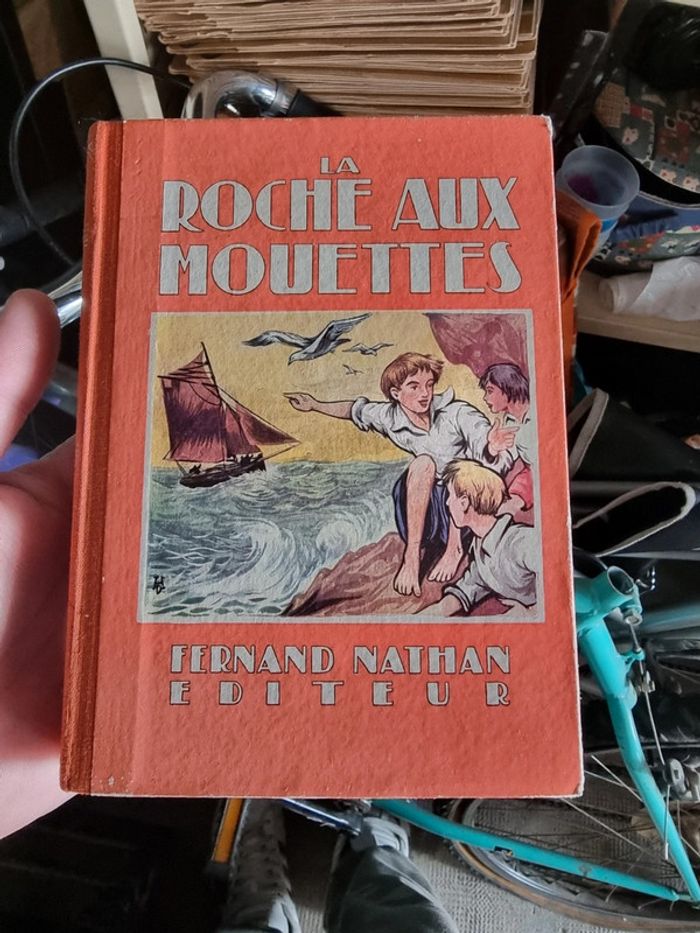 LA
ROCHE AUX
MOUETTES
FERNAND NATHAN
EDITEUR